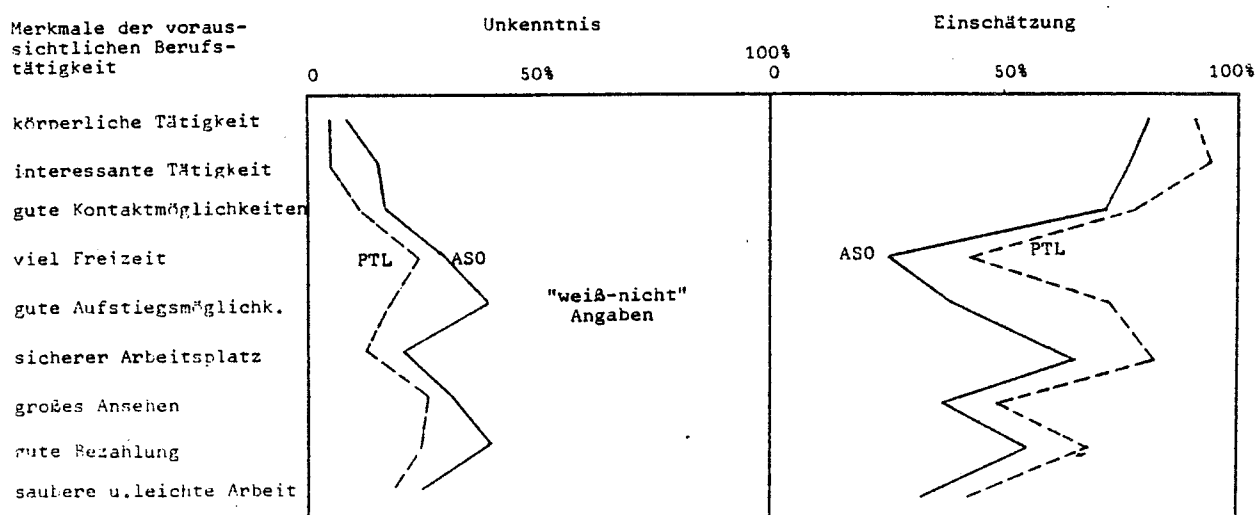 Merkmale der voraus-
sichtlichen Berufs-
tätigkeit
Unkenntnis
Einschätzung
0
50%
100%
0
50%
100%
körperliche Tätigkeit
interessante Tätigkeit
gute Kontaktmöglichkeiten
viel Freizeit
PTL
ASO
ASO
PTL
gute Aufstiegsmöglichk.
"weiß-nicht"
Angaben
sicherer Arbeitsplatz
großes Ansehen
gute Bezahlung
saubere u.leichte Arbeit